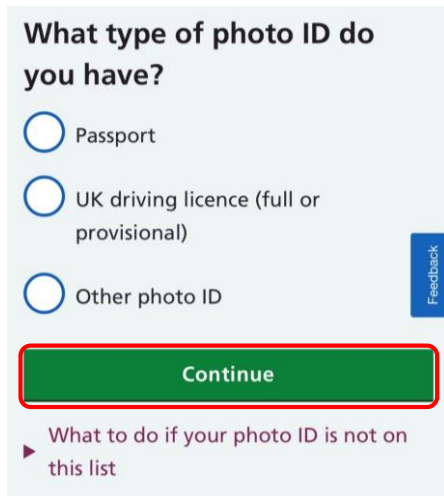 What type of photo ID do
you have?
Passport
UK driving licence (full or
provisional)
Feedback
Other photo ID
Continue
What to do if your photo ID is not on
this list